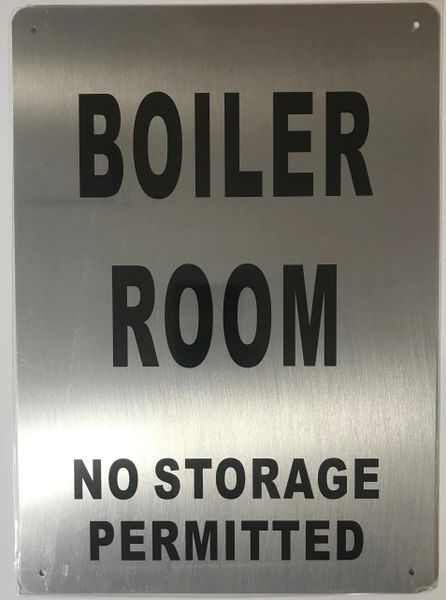 BOILER
ROOM
NO STORAGE
PERMITTED